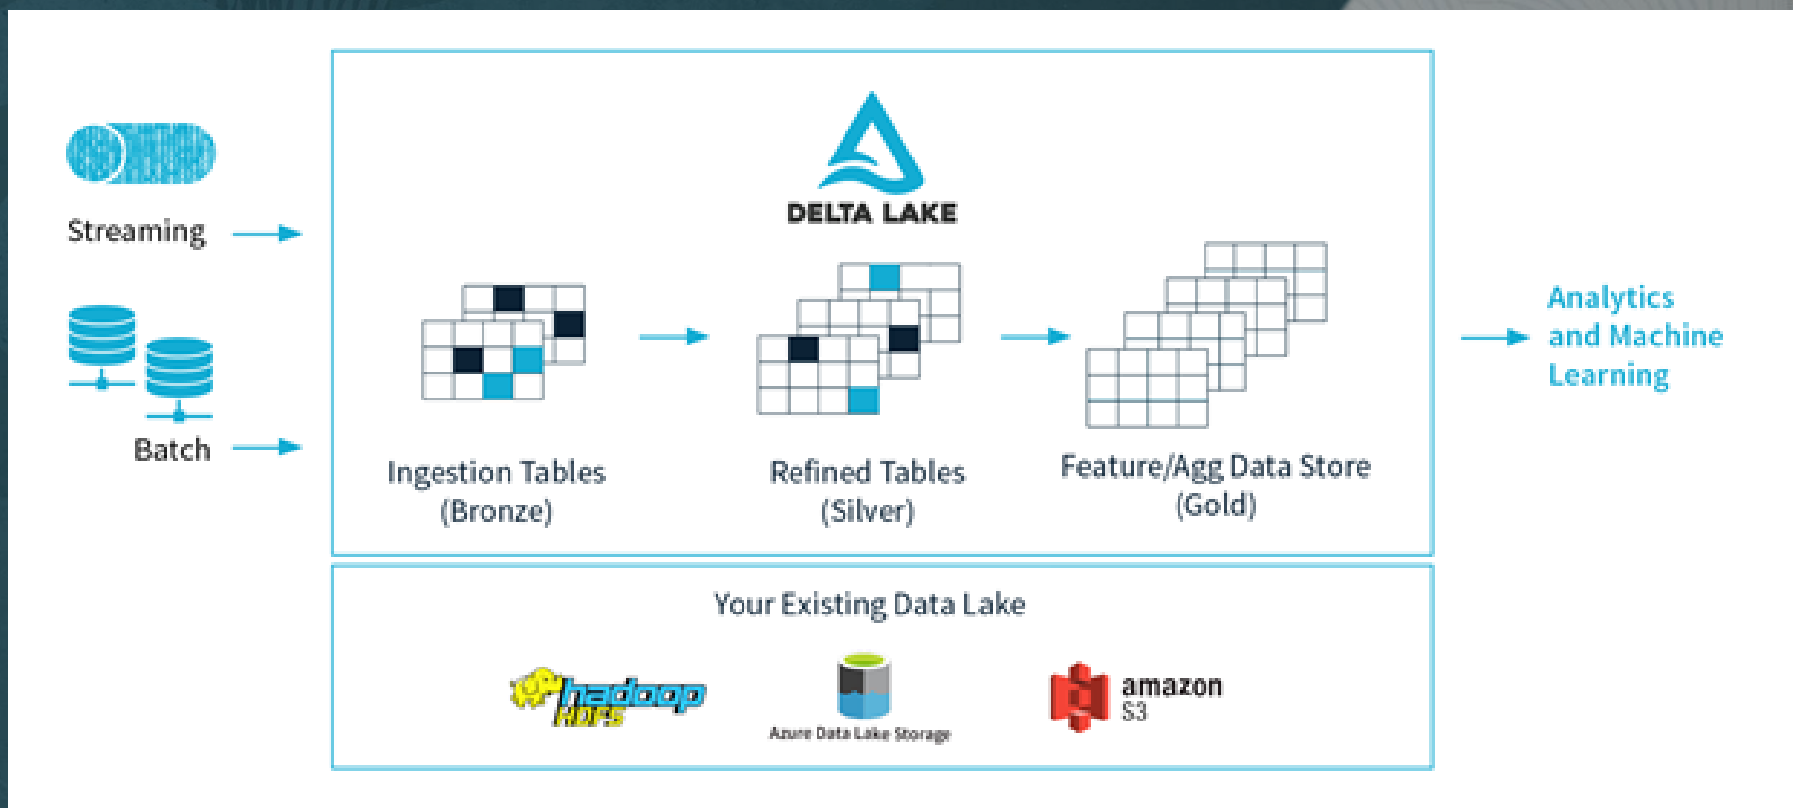 DELTA LAKE
Streaming
Batch
Ingestion Tables
(Bronze)
Refined Tables
(Silver)
Feature/Agg Data Store
(Gold)
Analytics
and Machine
Learning
Your Existing Data Lake
hadoop
HDFS
Azure Data Lake Storage
amazon
S3